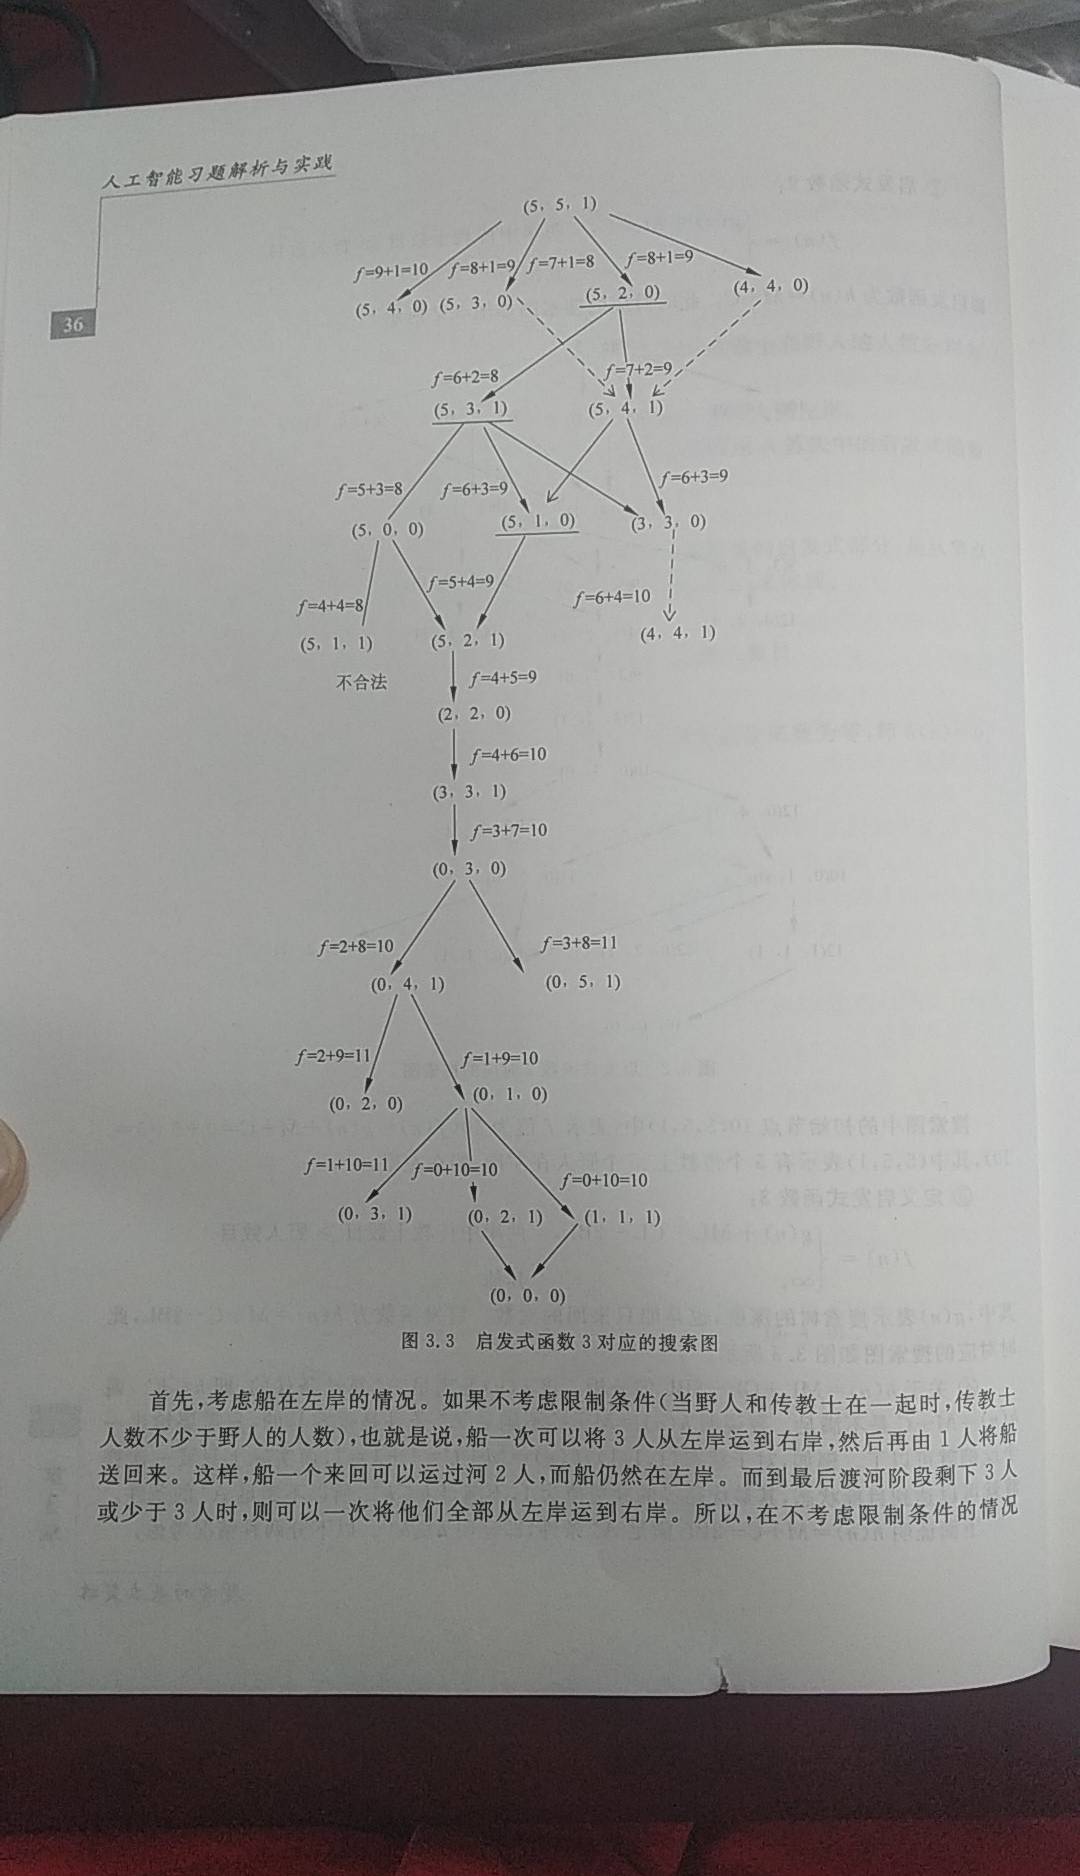 人工智能习题解析与实践
36
(5, 5, 1)
f=9+1=10 f=8+1=9 f=7+1=8 f=8+1=9
(5, 4, 0) (5, 3, 0) (5, 2, 0) (4, 4, 0)
f=6+2=8 f=7+2=9
(5, 3, 1) (5, 4, 1)
f=5+3=8 f=6+3=9 f=6+3=9
(5, 0, 0) (5, 1, 0) (3, 3, 0)
f=4+4=8 f=5+4=9 f=6+4=10
(5, 1, 1) (5, 2, 1) (4, 4, 1)
不合法 f=4+5=9
(2, 2, 0)
f=4+6=10
(3, 3, 1)
f=3+7=10
(0, 3, 0)
f=2+8=10 f=3+8=11
(0, 4, 1) (0, 5, 1)
f=2+9=11 f=1+9=10
(0, 2, 0) (0, 1, 0)
f=1+10=11 f=0+10=10 f=0+10=10
(0, 3, 1) (0, 2, 1) (1, 1, 1)
(0, 0, 0)
图 3.3 启发式函数 3 对应的搜索图
首先,考虑船在左岸的情况。如果不考虑限制条件(当野人和传教士在一起时,传教士
人数不少于野人的人数),也就是说,船一次可以将 3 人从左岸运到右岸,然后再由 1 人将船
送回来。这样,船一个来回可以运过河 2 人,而船仍然在左岸。而到最后渡河阶段剩下 3 人
或少于 3 人时,则可以一次将他们全部从左岸运到右岸。所以,在不考虑限制条件的情况